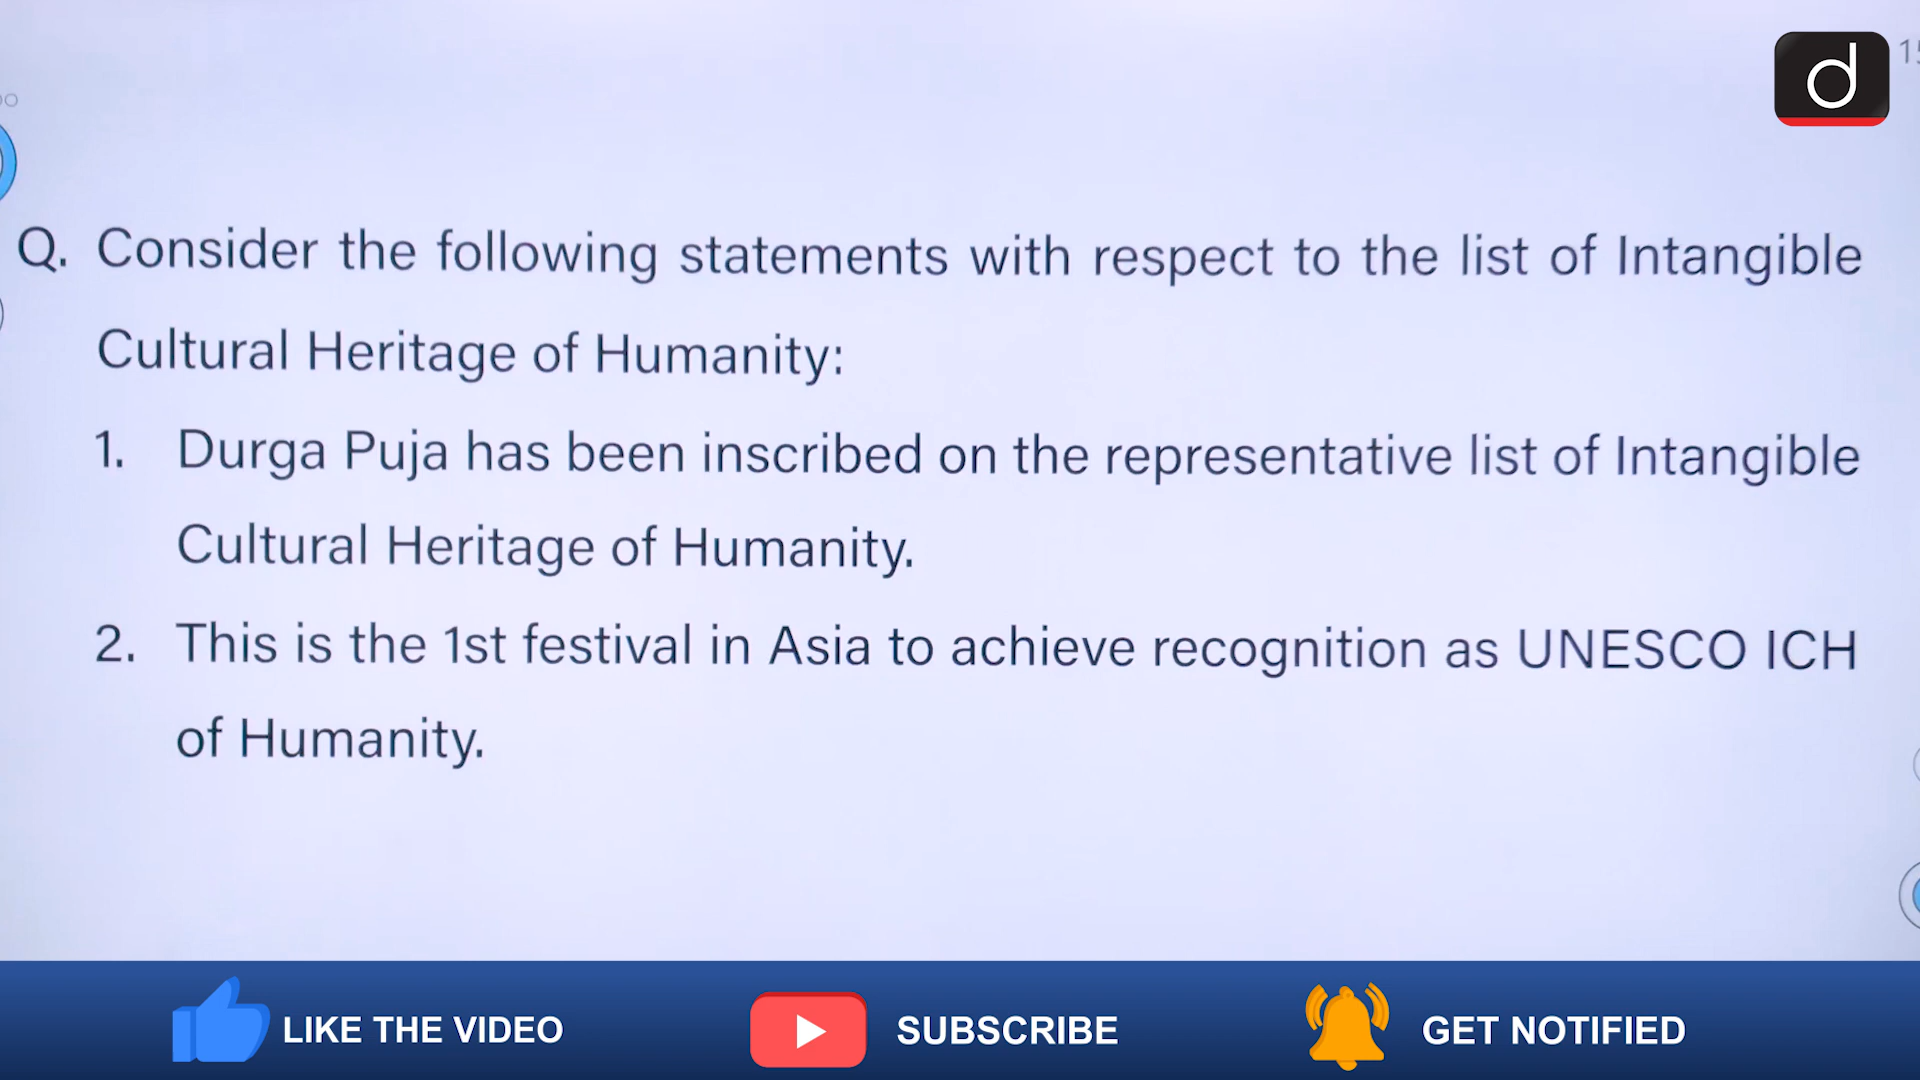 d
Q. Consider the following statements with respect to the list of Intangible
Cultural Heritage of Humanity:
1. Durga Puja has been inscribed on the representative list of Intangible
Cultural Heritage of Humanity.
2. This is the 1st festival in Asia to achieve recognition as UNESCO ICH
of Humanity.
LIKE THE VIDEO
SUBSCRIBE
GET NOTIFIED